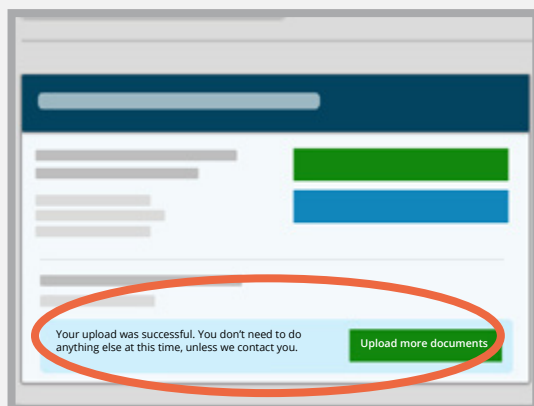 Your upload was successful. You don’t need to do
anything else at this time, unless we contact you.
Upload more documents